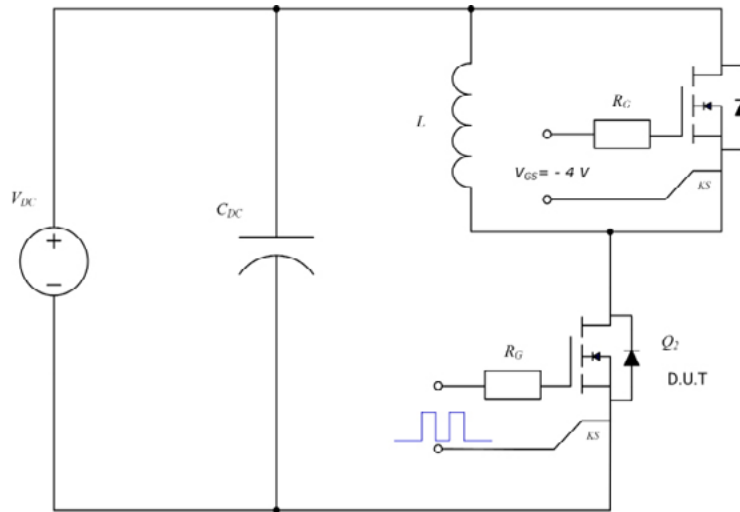 R_G
L
V_GS = - 4 V
KS
V_DC
C_DC
+
−
Q_2
R_G
D.U.T
KS